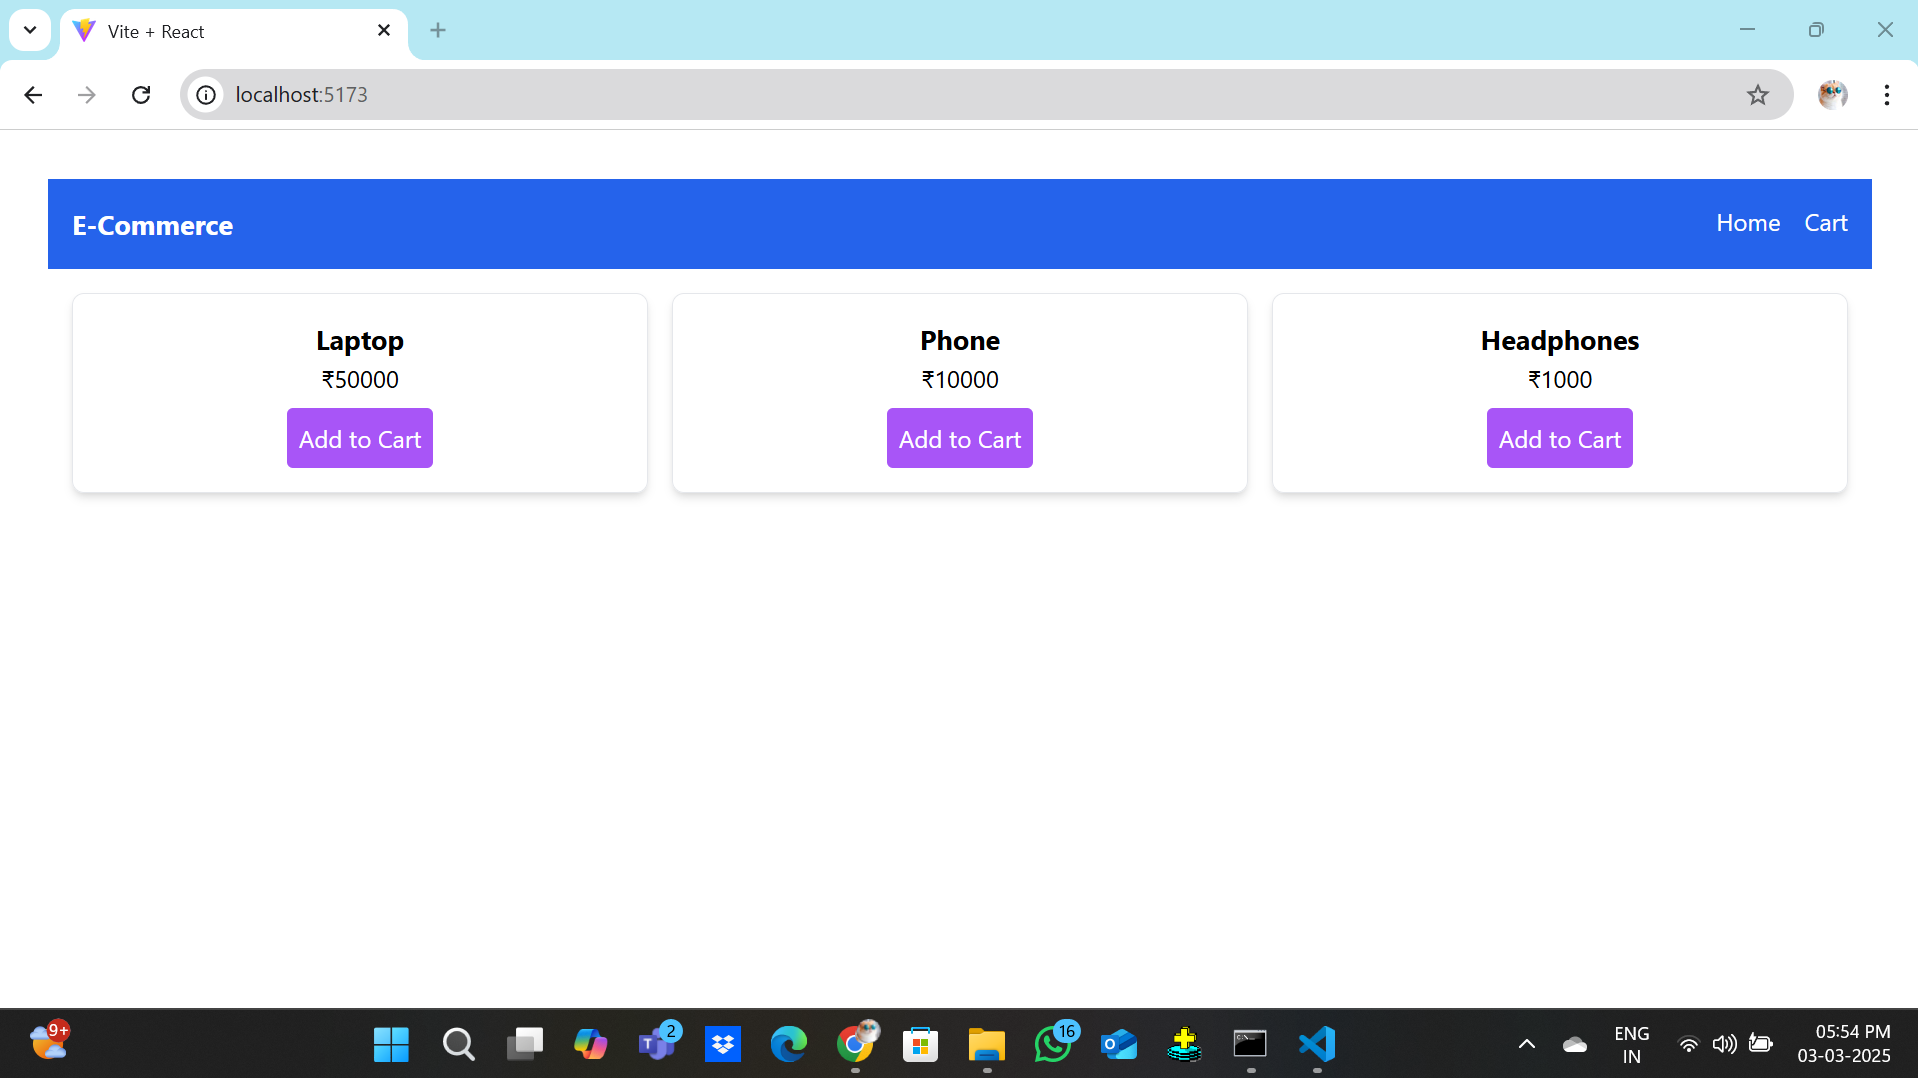 Vite + React
localhost:5173
E-Commerce
Home Cart
Laptop
₹50000
Add to Cart
Phone
₹10000
Add to Cart
Headphones
₹1000
Add to Cart
9+
2
16
ENG
IN
05:54 PM
03-03-2025